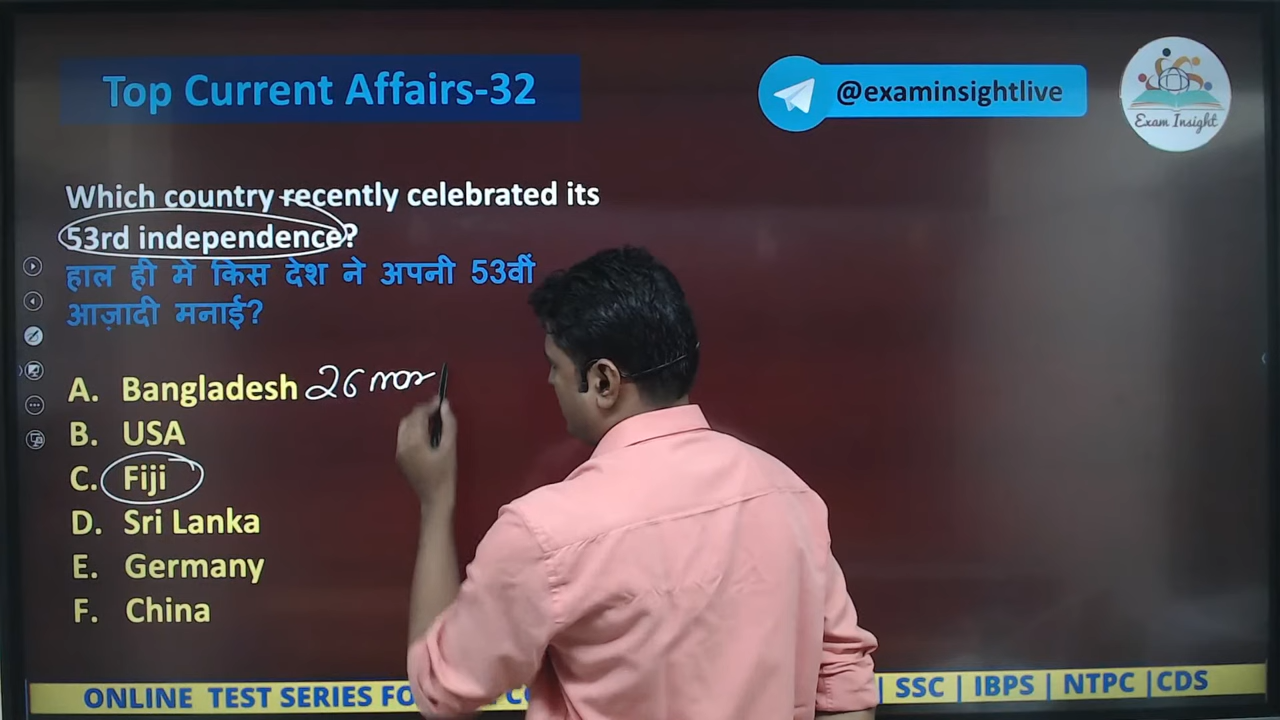 Top Current Affairs-32
@examinsightlive
Exam Insight
Which country recently celebrated its
53rd independence?
हाल ही मे किस देश ने अपनी 53वीं
आज़ादी मनाई?
A. Bangladesh 26 mar
B. USA
C. Fiji
D. Sri Lanka
E. Germany
F. China
ONLINE TEST SERIES | SSC | IBPS | NTPC |CDS